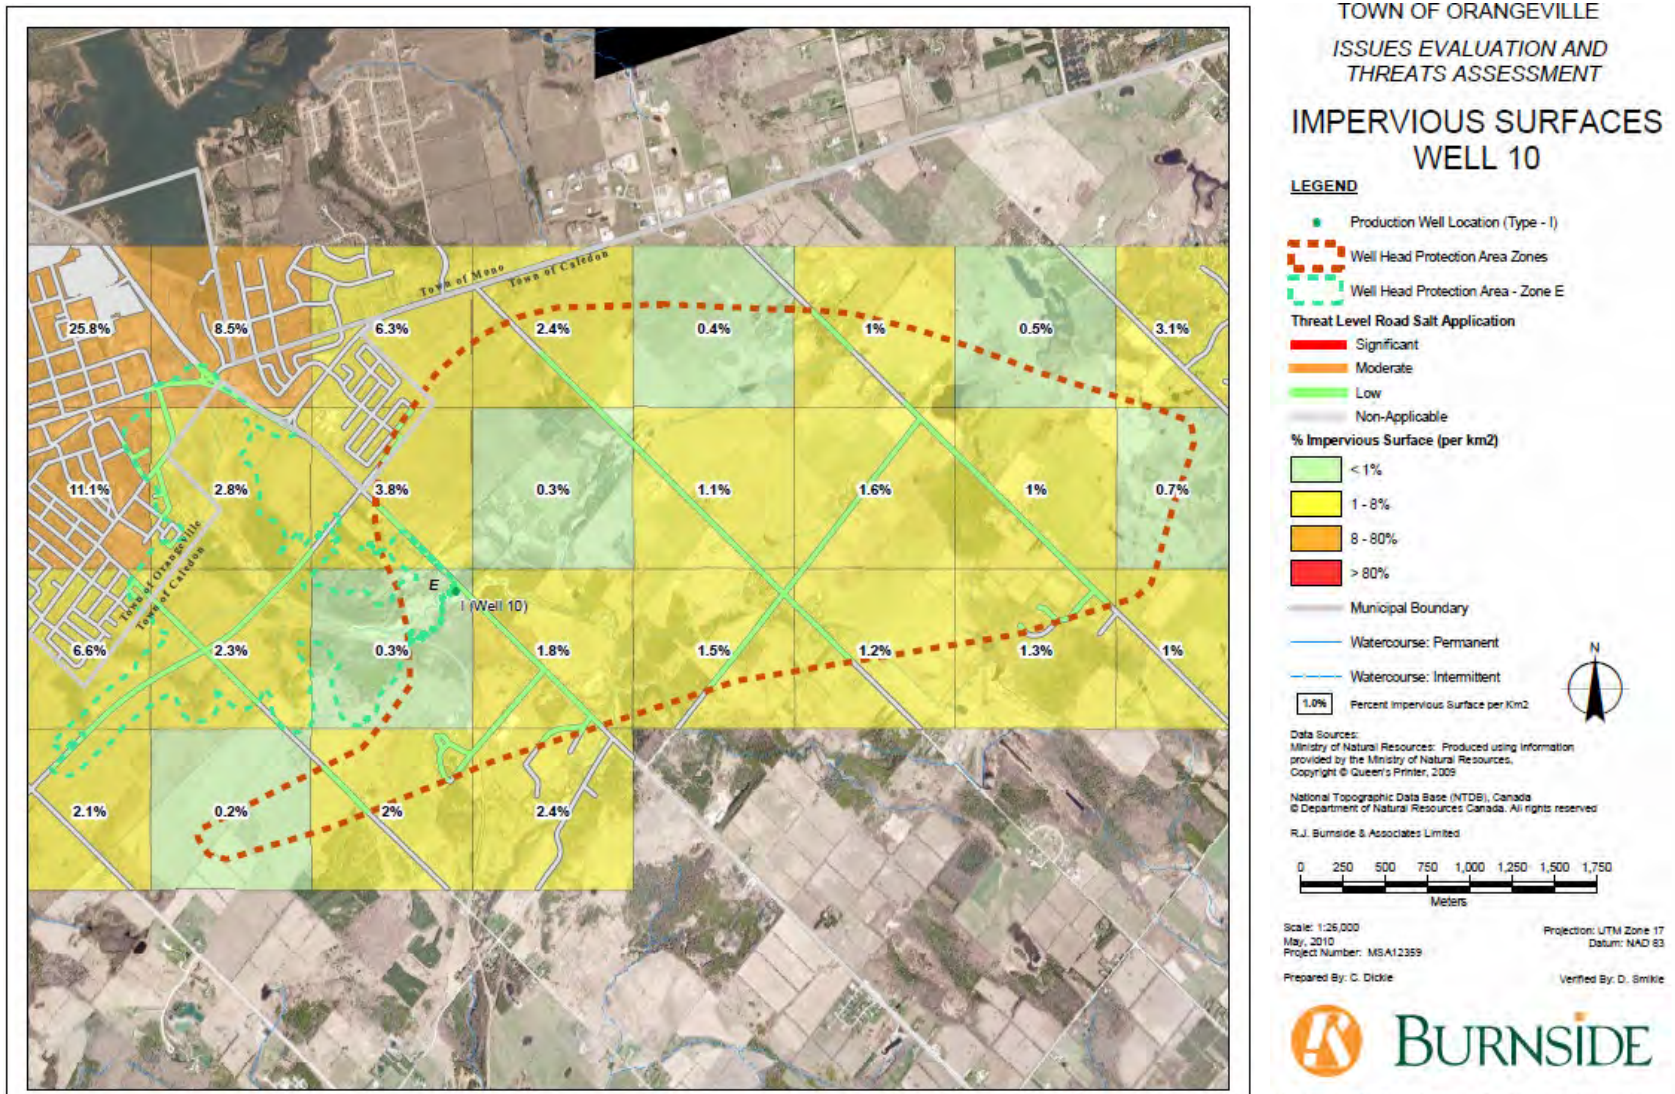 Town of Mono
Town of Caledon
25.8%
8.5%
6.3%
2.4%
0.4%
1%
0.5%
3.1%
11.1%
2.8%
3.8%
0.3%
1.1%
1.6%
1%
0.7%
Town of Orangeville
Town of Caledon
E
I (Well 10)
6.6%
2.3%
0.3%
1.8%
1.5%
1.2%
1.3%
1%
2.1%
0.2%
2%
2.4%
TOWN OF ORANGEVILLE
ISSUES EVALUATION AND
THREATS ASSESSMENT
IMPERVIOUS SURFACES
WELL 10
LEGEND
Production Well Location (Type - I)
Well Head Protection Area Zones
Well Head Protection Area - Zone E
Threat Level Road Salt Application
Significant
Moderate
Low
Non-Applicable
% Impervious Surface (per km2)
< 1%
1 - 8%
8 - 80%
> 80%
Municipal Boundary
Watercourse: Permanent
Watercourse: Intermittent
1.0% Percent Impervious Surface per Km2
N
Data Sources:
Ministry of Natural Resources: Produced using information
provided by the Ministry of Natural Resources,
Copyright © Queen's Printer, 2009
National Topographic Data Base (NTDB), Canada
© Department of Natural Resources Canada. All rights reserved
R.J. Burnside & Associates Limited
0 250 500 750 1,000 1,250 1,500 1,750
Meters
Scale: 1:26,000
Projection: UTM Zone 17
May, 2010
Datum: NAD 83
Project Number: MSA12359
Prepared By: C. Dickie
Verified By: D. Smikle
BURNSIDE